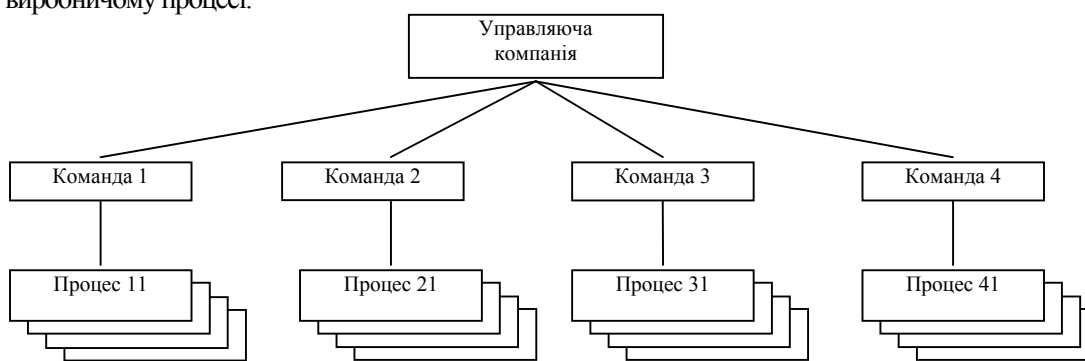 виробничому процесі.
Управляюча
компанія
Команда 1
Команда 2
Команда 3
Команда 4
Процес 11
Процес 21
Процес 31
Процес 41